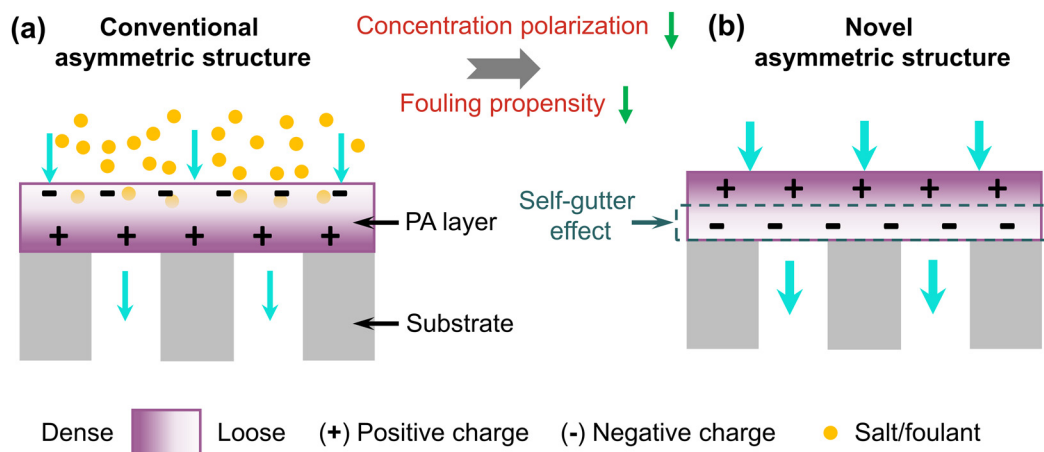 (a) Conventional
asymmetric structure
Concentration polarization
Fouling propensity
(b) Novel
asymmetric structure
- - - - - -
+ + + + +
PA layer
Substrate
Self-gutter
effect
+ + + + +
- - - - - -
Dense Loose (+) Positive charge (-) Negative charge Salt/foulant